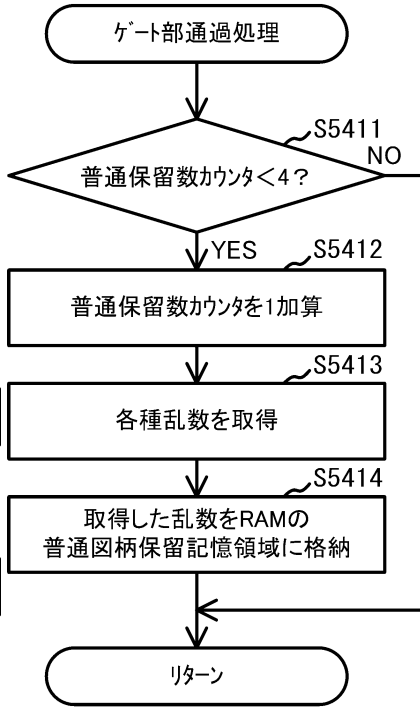 ｹﾞｰﾄ部通過処理
S5411
NO
普通保留数ｶｳﾝﾀ＜4？
YES
S5412
普通保留数ｶｳﾝﾀを1加算
S5413
各種乱数を取得
S5414
取得した乱数をRAMの
普通図柄保留記憶領域に格納
ﾘﾀｰﾝ